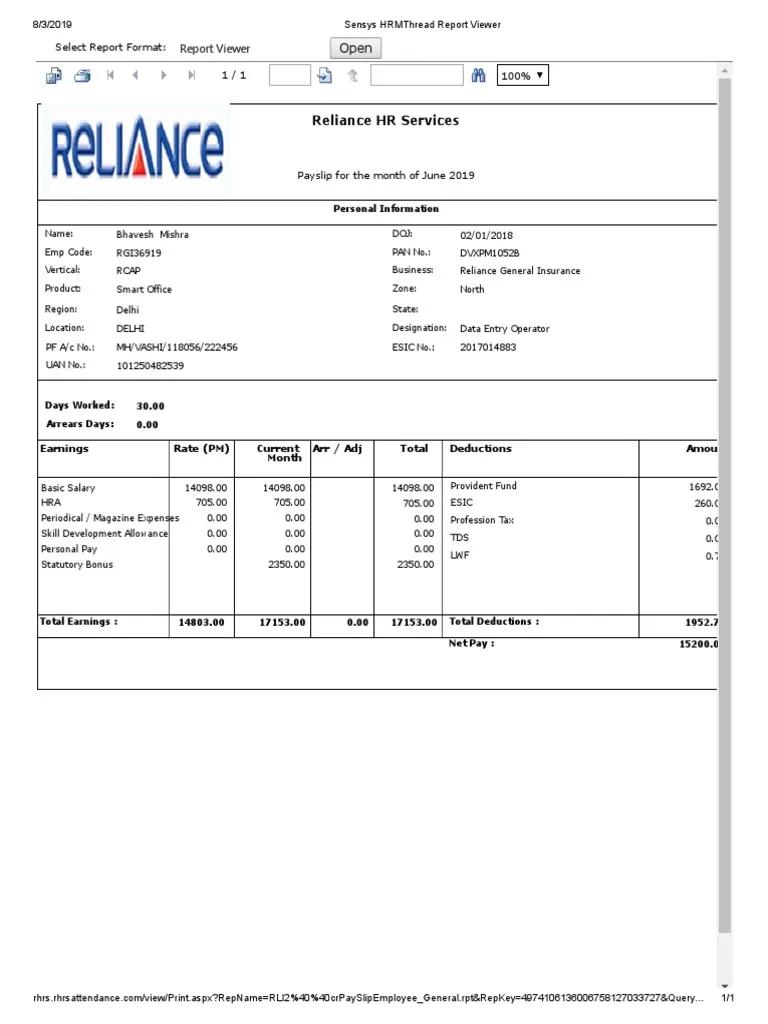 8/3/2019 Sensys HRMThread Report Viewer
Select Report Format: Report Viewer Open
1 / 1 100% ▼
RELIANCE
Reliance HR Services
Payslip for the month of June 2019
Personal Information
Name: Bhavesh Mishra DOJ: 02/01/2018
Emp Code: RGI36919 PAN No.: DVXPM1052B
Vertical: RCAP Business: Reliance General Insurance
Product: Smart Office Zone: North
Region: Delhi State:
Location: DELHI Designation: Data Entry Operator
PF A/c No.: MH/VASHI/118056/222456 ESIC No.: 2017014883
UAN No.: 101250482539
Days Worked: 30.00
Arrears Days: 0.00
Earnings Rate (PM) Current Month Arr / Adj Total Deductions Amou
Basic Salary 14098.00 14098.00 14098.00 Provident Fund 1692.0
HRA 705.00 705.00 705.00 ESIC 260.0
Periodical / Magazine Expenses 0.00 0.00 0.00 Profession Tax 0.0
Skill Development Allowance 0.00 0.00 0.00 TDS 0.0
Personal Pay 0.00 0.00 0.00 LWF 0.7
Statutory Bonus 2350.00 2350.00
Total Earnings : 14803.00 17153.00 0.00 17153.00 Total Deductions : 1952.7
Net Pay : 15200.0
rhrs.rhrsattendance.com/view/Print.aspx?RepName=RLI2%40%40crPaySlipEmployee_General.rpt&RepKey=4974106136006758127033727&Query... 1/1